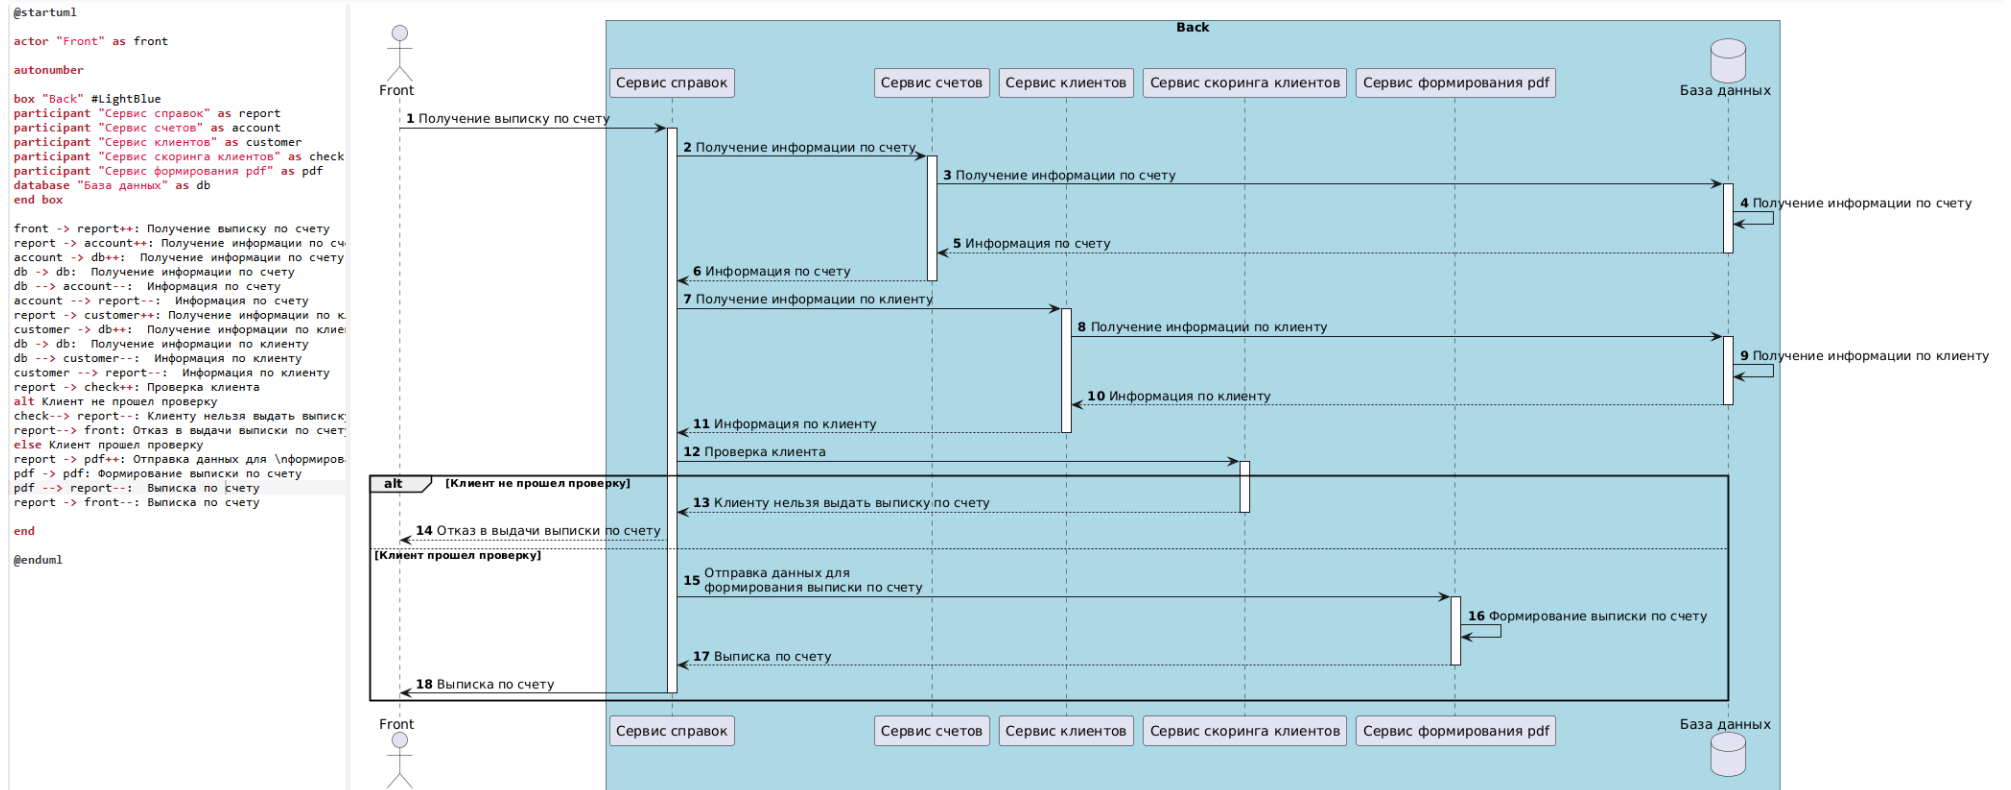 @startuml
actor "Front" as front
autonumber
box "Back" #LightBlue
participant "Сервис справок" as report
participant "Сервис счетов" as account
participant "Сервис клиентов" as customer
participant "Сервис скоринга клиентов" as check
participant "Сервис формирования pdf" as pdf
database "База данных" as db
end box
front -> report++: Получение выписку по счету
report -> account++: Получение информации по сч
account -> db++:  Получение информации по счету
db -> db:  Получение информации по счету
db --> account--:  Информация по счету
account --> report--:  Информация по счету
report -> customer++: Получение информации по к
customer -> db++:  Получение информации по клие
db -> db:  Получение информации по клиенту
db --> customer--:  Информация по клиенту
customer --> report--:  Информация по клиенту
report -> check++: Проверка клиента
alt Клиент не прошел проверку
check--> report--: Клиенту нельзя выдать выписк
report--> front: Отказ в выдачи выписки по счет
else Клиент прошел проверку
report -> pdf++: Отправка данных для \nформиров
pdf -> pdf: Формирование выписки по счету
pdf --> report--:  Выписка по счету
report -> front--: Выписка по счету
end
@enduml
Back
Front
Сервис справок
Сервис счетов
Сервис клиентов
Сервис скоринга клиентов
Сервис формирования pdf
База данных
1 Получение выписку по счету
2 Получение информации по счету
3 Получение информации по счету
4 Получение информации по счету
5 Информация по счету
6 Информация по счету
7 Получение информации по клиенту
8 Получение информации по клиенту
9 Получение информации по клиенту
10 Информация по клиенту
11 Информация по клиенту
12 Проверка клиента
alt [Клиент не прошел проверку]
13 Клиенту нельзя выдать выписку по счету
14 Отказ в выдачи выписки по счету
[Клиент прошел проверку]
15 Отправка данных для
формирования выписки по счету
16 Формирование выписки по счету
17 Выписка по счету
18 Выписка по счету
Front
Сервис справок
Сервис счетов
Сервис клиентов
Сервис скоринга клиентов
Сервис формирования pdf
База данных